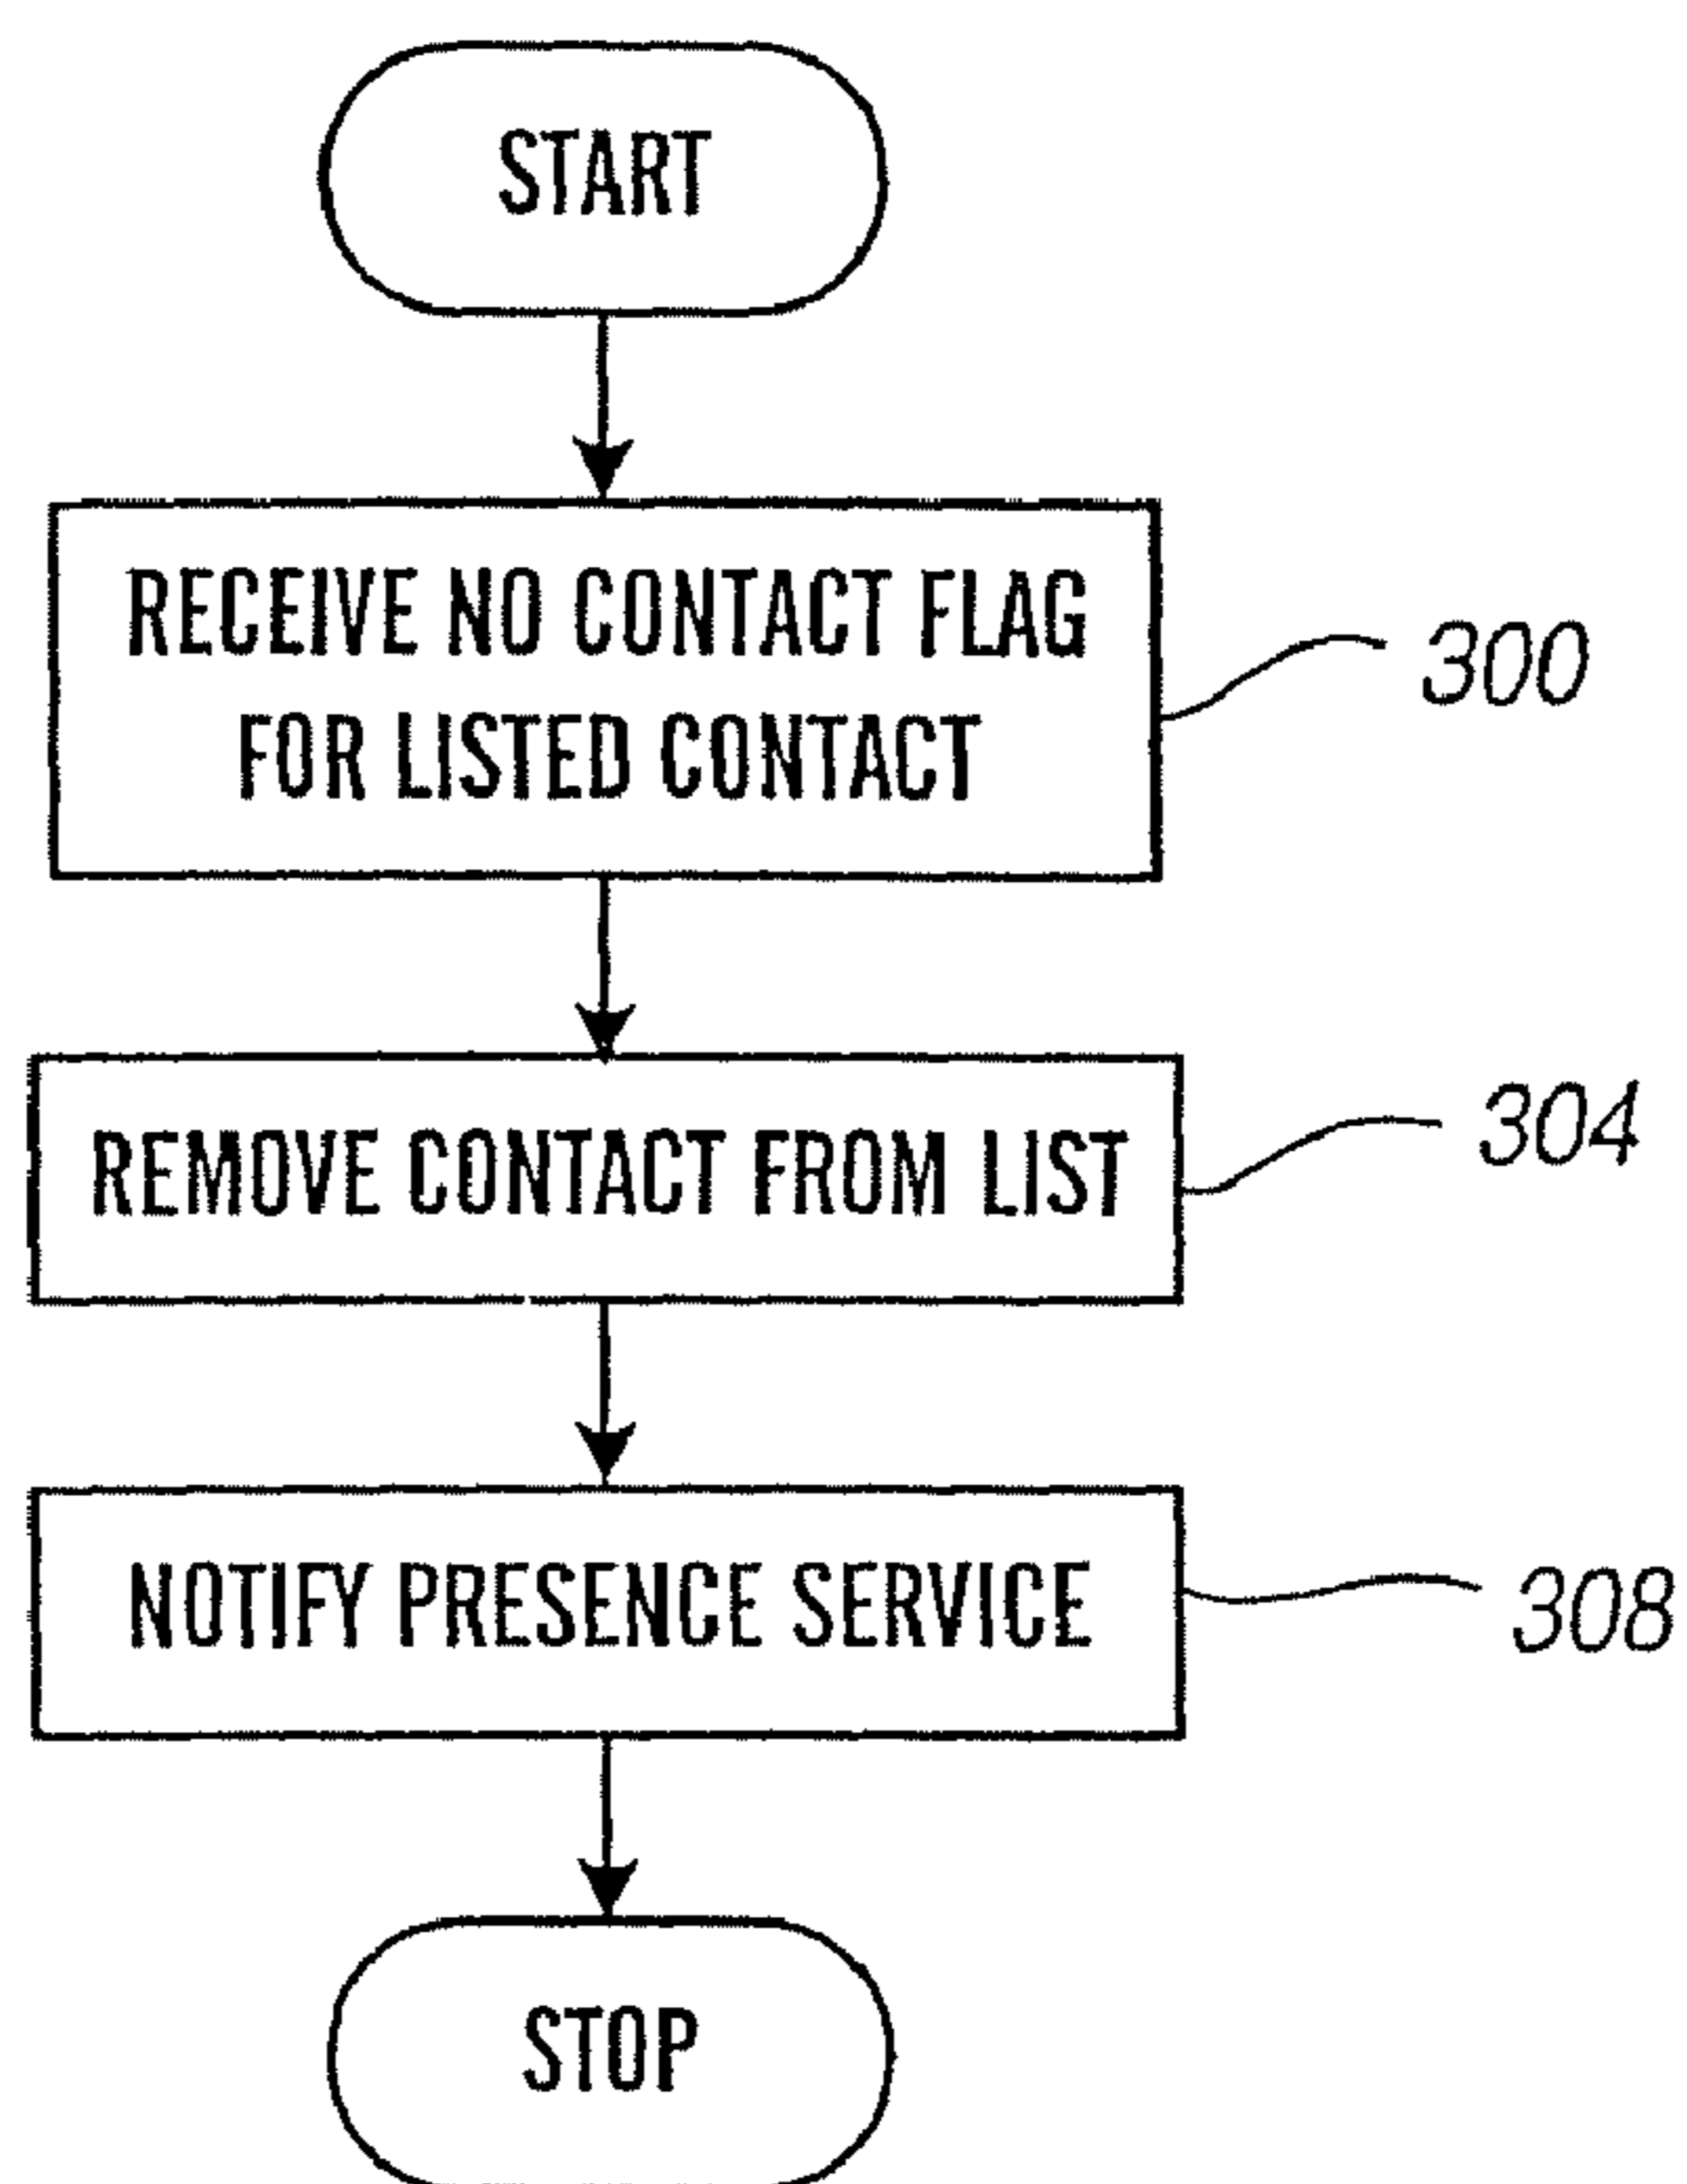 START
RECEIVE NO CONTACT FLAG
FOR LISTED CONTACT
300
REMOVE CONTACT FROM LIST
304
NOTIFY PRESENCE SERVICE
308
STOP